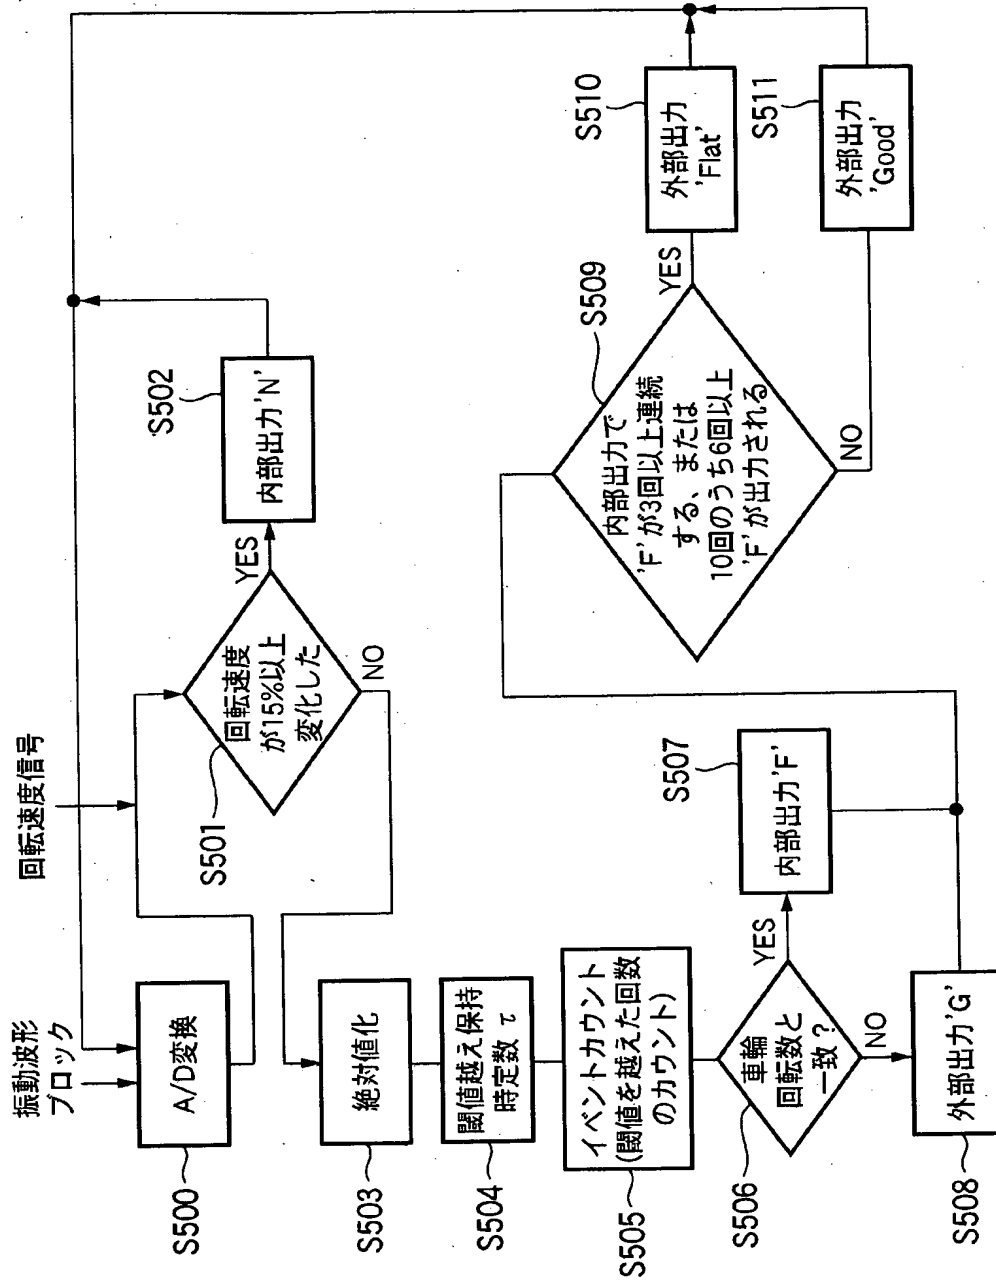 振動波形
ブロック
回転速度信号
S500
A/D変換
S501
回転速度
が15%以上
変化した
YES
NO
S502
内部出力'N'
S503
絶対値化
S504
閾値越え保持
時定数 τ
S505
イベントカウント
(閾値を越えた回数
のカウント)
S506
車輪
回転数と
一致?
YES
NO
S507
内部出力'F'
S508
外部出力'G'
S509
内部出力で
'F'が3回以上連続
する、または
10回のうち6回以上
'F'が出力される
YES
NO
S510
外部出力
'Flat'
S511
外部出力
'Good'